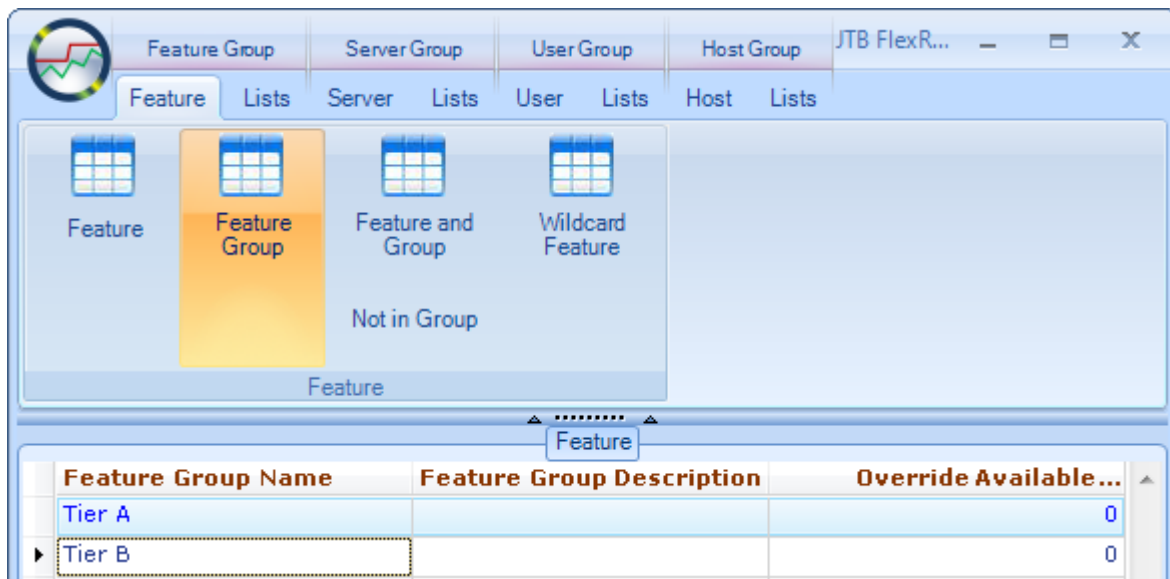 Feature Group Server Group User Group Host Group JTB FlexR...
Feature Lists Server Lists User Lists Host Lists
Feature
Feature
Group
Feature and
Group
Not in Group
Wildcard
Feature
Feature
Feature
Feature Group Name Feature Group Description Override Available...
Tier A 0
Tier B 0